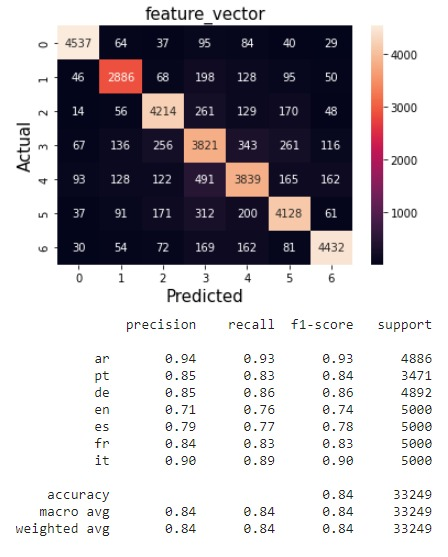 feature_vector
0 4537 64 37 95 84 40 29
1 46 2886 68 198 128 95 50
2 14 56 4214 261 129 170 48
3 67 136 256 3821 343 261 116
4 93 128 122 491 3839 165 162
5 37 91 171 312 200 4128 61
6 30 54 72 169 162 81 4432
0 1 2 3 4 5 6
Actual
Predicted
4000
3000
2000
1000
precision recall f1-score support
ar 0.94 0.93 0.93 4886
pt 0.85 0.83 0.84 3471
de 0.85 0.86 0.86 4892
en 0.71 0.76 0.74 5000
es 0.79 0.77 0.78 5000
fr 0.84 0.83 0.83 5000
it 0.90 0.89 0.90 5000
accuracy 0.84 33249
macro avg 0.84 0.84 0.84 33249
weighted avg 0.84 0.84 0.84 33249